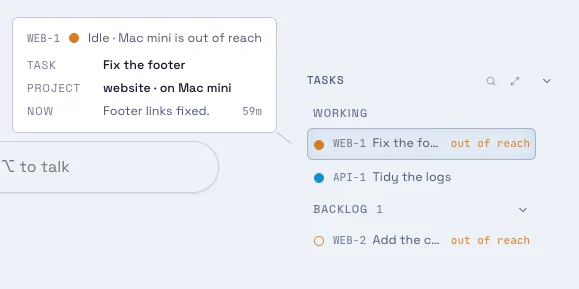 WEB-1 Idle · Mac mini is out of reach
TASK Fix the footer
PROJECT website · on Mac mini
NOW Footer links fixed. 59m
⌥ to talk
TASKS
WORKING
WEB-1 Fix the fo… out of reach
API-1 Tidy the logs
BACKLOG 1
WEB-2 Add the c… out of reach